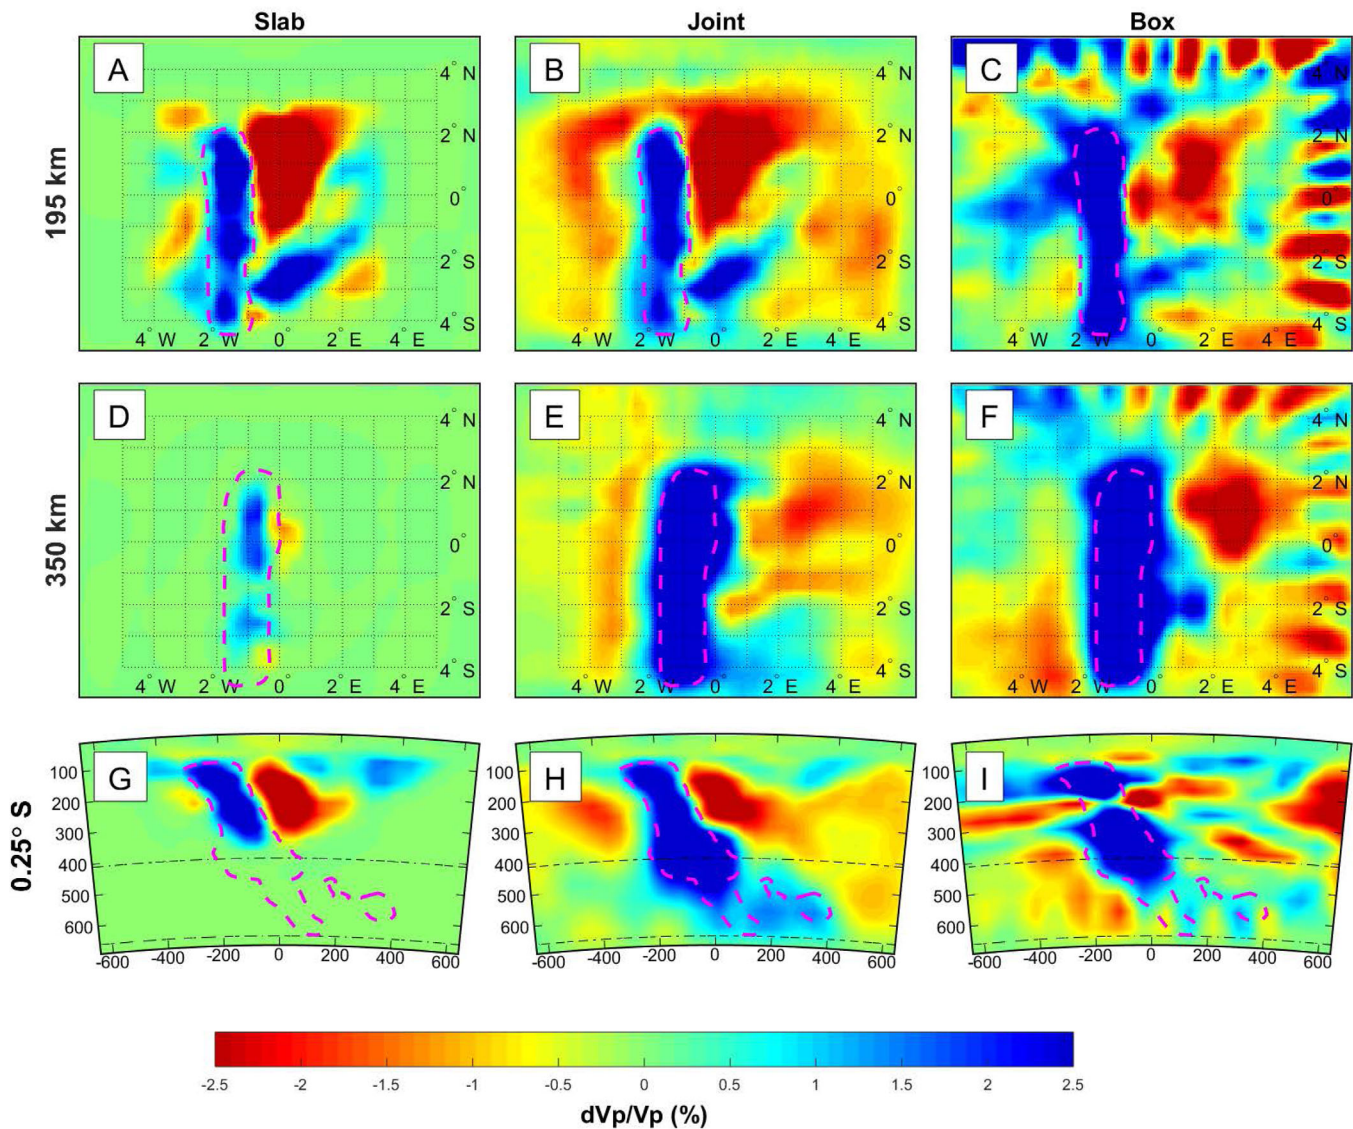 Slab Joint Box
A B C
195 km
4° N 4° N 4° N
2° N 2° N 2° N
0° 0° 0°
2° S 2° S 2° S
4° S 4° S 4° S
4° W 2° W 0 2° E 4° E 4° W 2° W 0 2° E 4° E 4° W 2° W 0 2° E 4° E
D E F
350 km
4° N 4° N 4° N
2° N 2° N 2° N
0° 0° 0°
2° S 2° S 2° S
4° S 4° S 4° S
4° W 2° W 0 2° E 4° E 4° W 2° W 0 2° E 4° E 4° W 2° W 0 2° E 4° E
G H I
0.25° S
100 100 100
200 200 200
300 300 300
400 400 400
500 500 500
600 600 600
-600 -400 -200 0 200 400 600 -600 -400 -200 0 200 400 600 -600 -400 -200 0 200 400 600
-2.5 -2 -1.5 -1 -0.5 0 0.5 1 1.5 2 2.5
dVp/Vp (%)